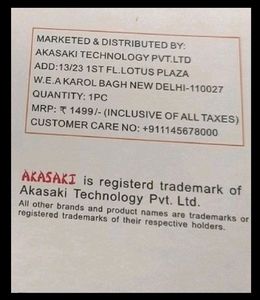 MARKETED & DISTRIBUTED BY:
AKASAKI TECHNOLOGY PVT.LTD
ADD:13/23 1ST FL.LOTUS PLAZA
W.E.A KAROL BAGH NEW DELHI-110027
QUANTITY: 1PC
MRP: ₹ 1499/- (INCLUSIVE OF ALL TAXES)
CUSTOMER CARE NO: +911145678000
AKASAKI is registerd trademark of
Akasaki Technology Pvt. Ltd.
All other brands and product names are trademarks or
registered trademarks of their respective holders.